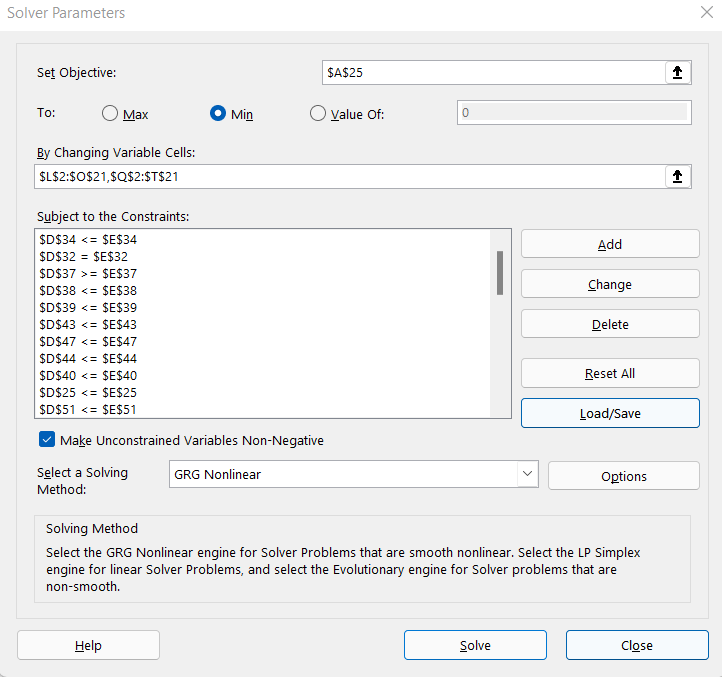 Solver Parameters
Set Objective:
$A$25
To:
Max
Min
Value Of:
0
By Changing Variable Cells:
$L$2:$O$21,$Q$2:$T$21
Subject to the Constraints:
$D$34 <= $E$34
$D$32 = $E$32
$D$37 >= $E$37
$D$38 <= $E$38
$D$39 <= $E$39
$D$43 <= $E$43
$D$47 <= $E$47
$D$44 <= $E$44
$D$40 <= $E$40
$D$25 <= $E$25
$D$51 <= $E$51
Add
Change
Delete
Reset All
Load/Save
Make Unconstrained Variables Non-Negative
Select a Solving
Method:
GRG Nonlinear
Options
Solving Method
Select the GRG Nonlinear engine for Solver Problems that are smooth nonlinear. Select the LP Simplex
engine for linear Solver Problems, and select the Evolutionary engine for Solver problems that are
non-smooth.
Help
Solve
Close